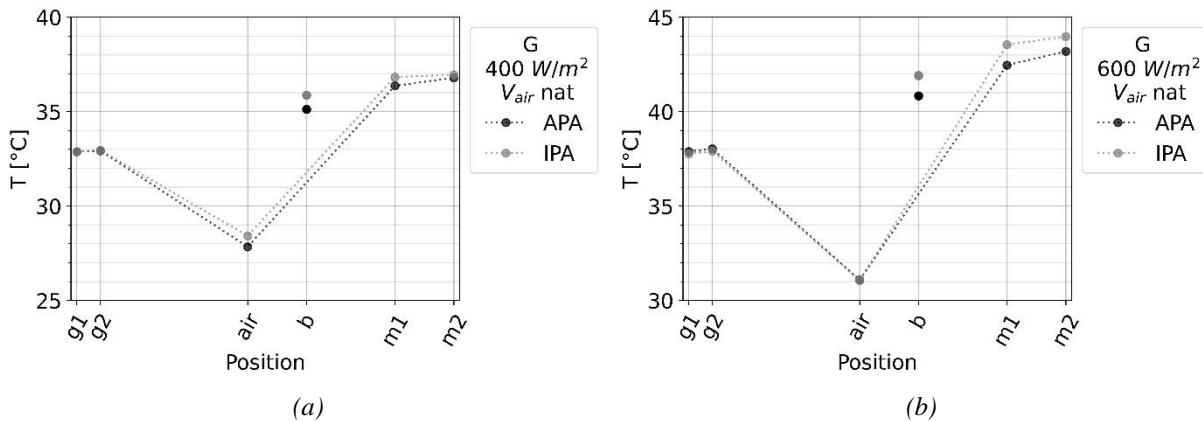 40
35
30
25
T [°C]
g1
g2
air
b
m1
m2
Position
G
400 W/m²
V_air nat
APA
IPA
(a)
45
40
35
30
T [°C]
g1
g2
air
b
m1
m2
Position
G
600 W/m²
V_air nat
APA
IPA
(b)